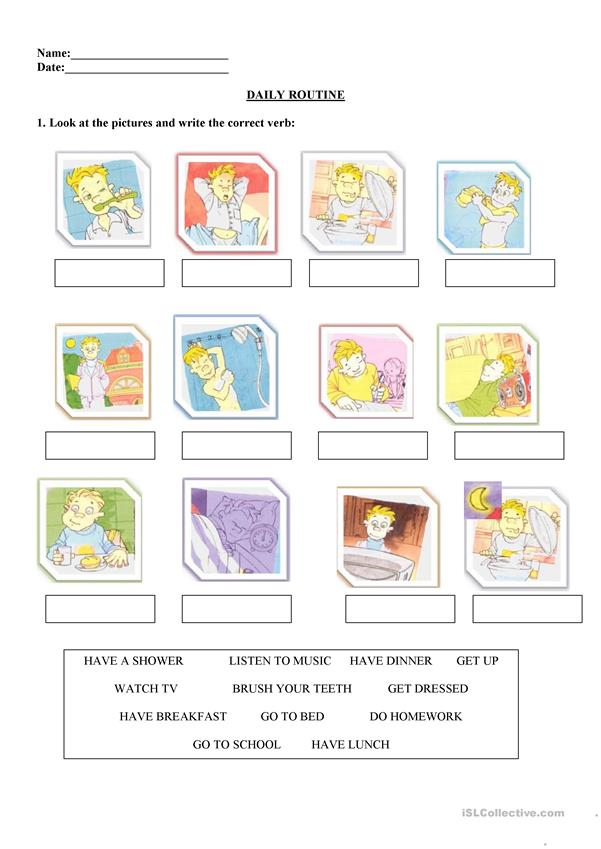 Name:__________________________
Date:___________________________
DAILY ROUTINE
1. Look at the pictures and write the correct verb:
HAVE A SHOWER LISTEN TO MUSIC HAVE DINNER GET UP
WATCH TV BRUSH YOUR TEETH GET DRESSED
HAVE BREAKFAST GO TO BED DO HOMEWORK
GO TO SCHOOL HAVE LUNCH
iSLCollective.com